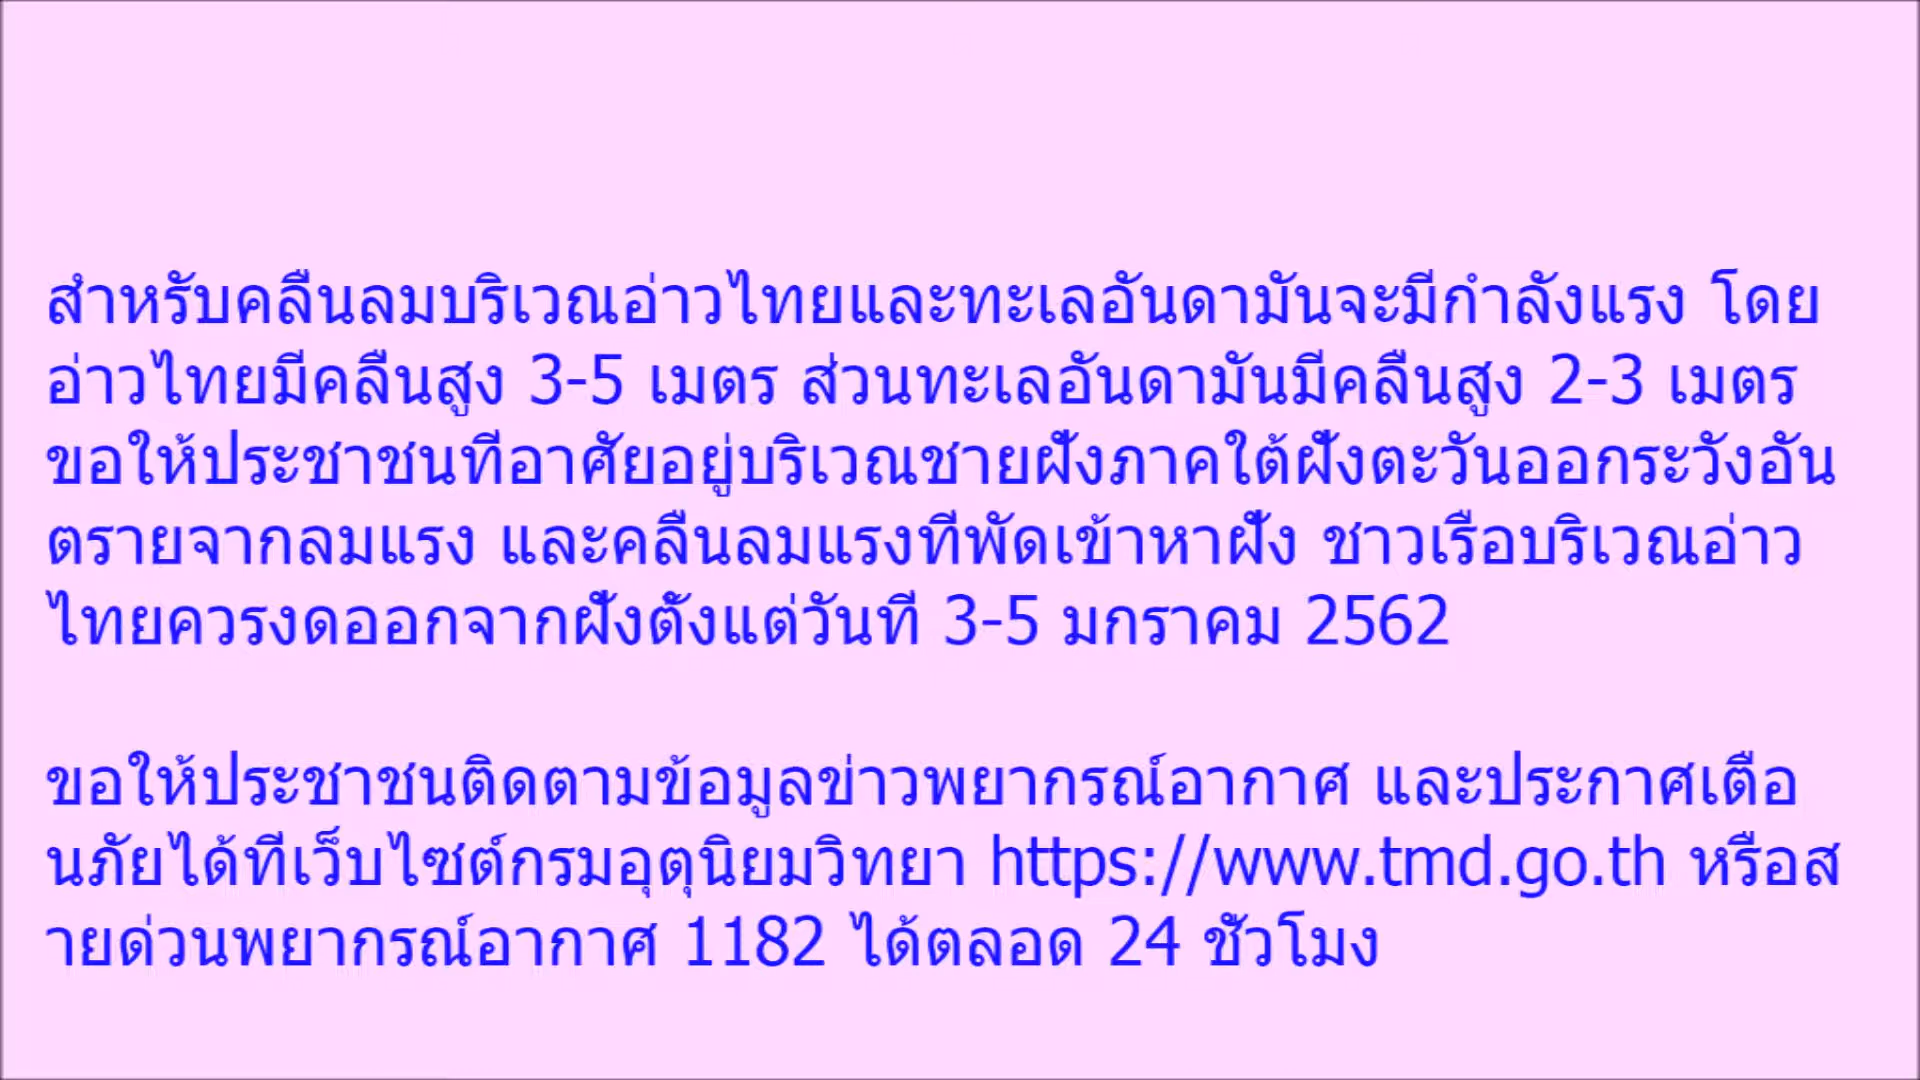 สำหรับคลื่นลมบริเวณอ่าวไทยและทะเลอันดามันจะมีกำลังแรง โดย
อ่าวไทยมีคลื่นสูง 3-5 เมตร ส่วนทะเลอันดามันมีคลื่นสูง 2-3 เมตร
ขอให้ประชาชนที่อาศัยอยู่บริเวณชายฝั่งภาคใต้ฝั่งตะวันออกระวังอัน
ตรายจากลมแรง และคลื่นลมแรงที่พัดเข้าหาฝั่ง ชาวเรือบริเวณอ่าว
ไทยควรงดออกจากฝั่งตั้งแต่วันที่ 3-5 มกราคม 2562
ขอให้ประชาชนติดตามข้อมูลข่าวพยากรณ์อากาศ และประกาศเตือ
นภัยได้ที่เว็บไซต์กรมอุตุนิยมวิทยา https://www.tmd.go.th หรือส
ายด่วนพยากรณ์อากาศ 1182 ได้ตลอด 24 ชั่วโมง